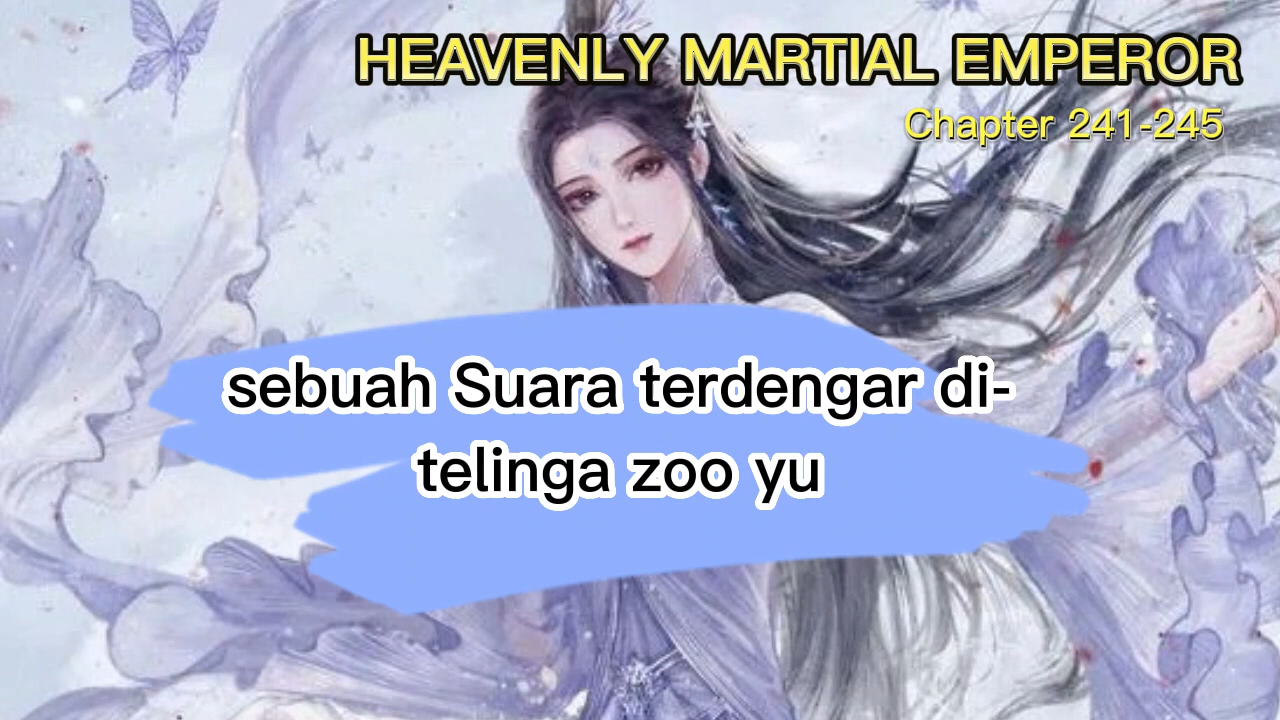 HEAVENLY MARTIAL EMPEROR
Chapter 241-245
sebuah Suara terdengar di-
telinga zoo yu